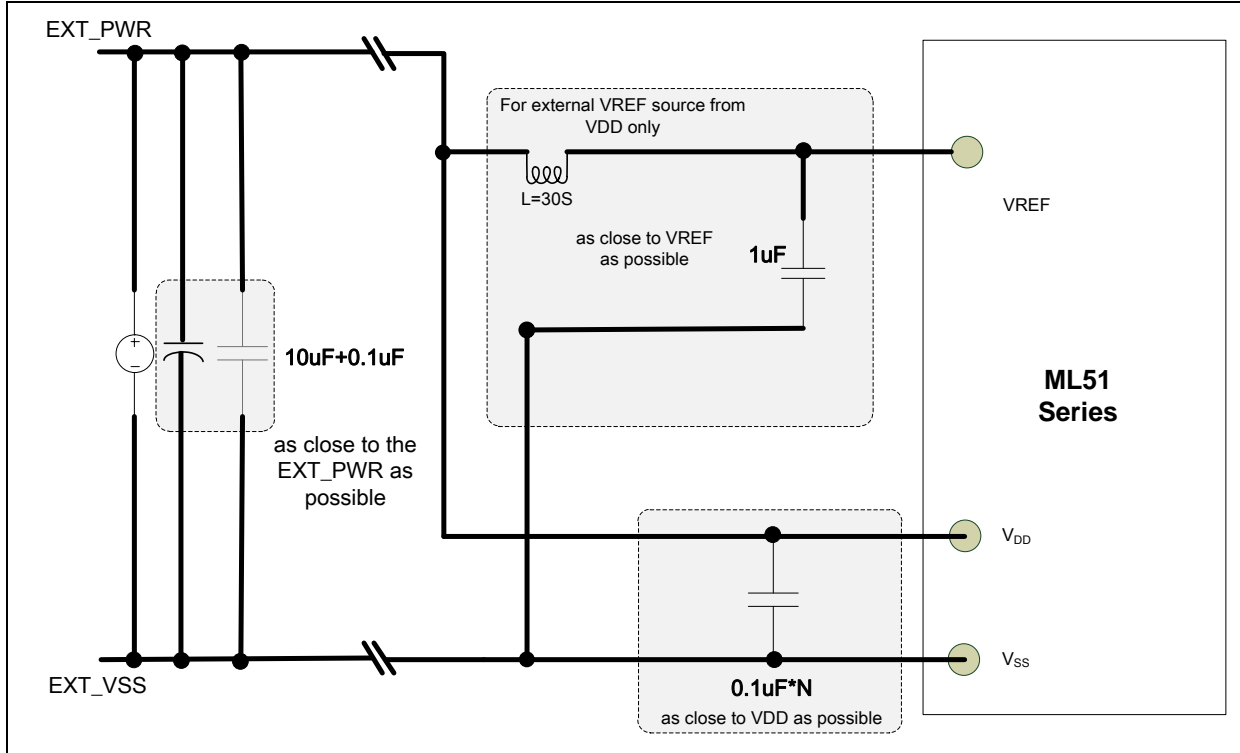 EXT_PWR
For external VREF source from
VDD only
L=30S
as close to VREF
as possible
1uF
VREF
+
−
10uF+0.1uF
as close to the
EXT_PWR as
possible
ML51
Series
VDD
VSS
EXT_VSS
0.1uF*N
as close to VDD as possible